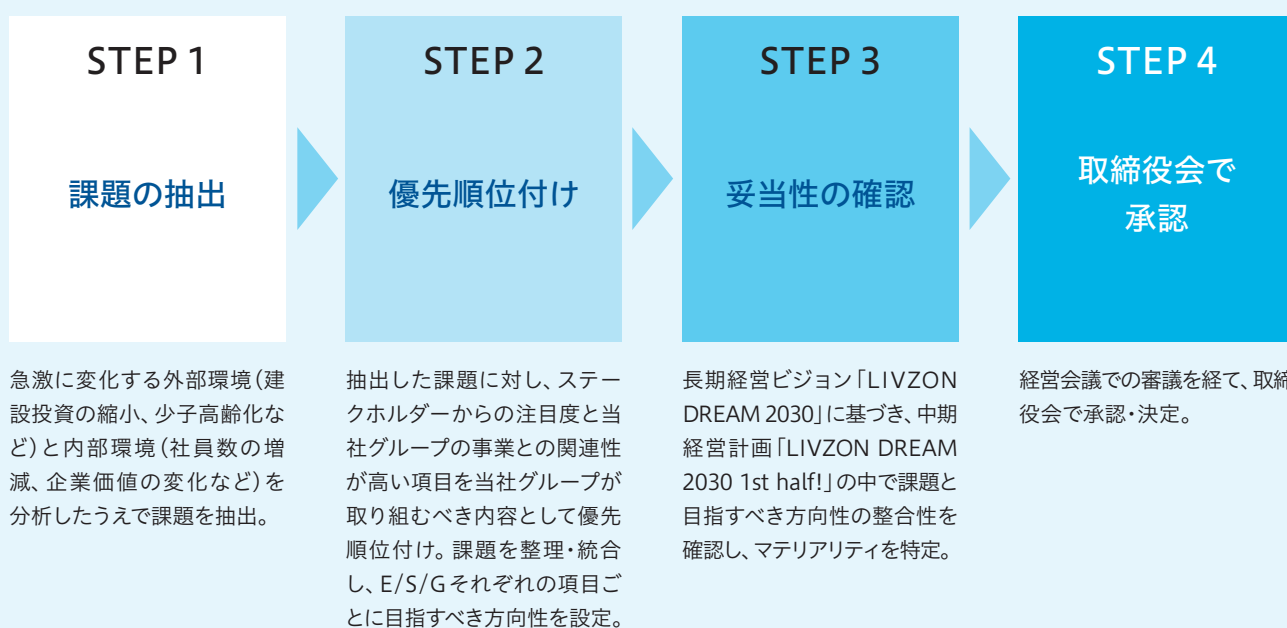 STEP 1
課題の抽出
急激に変化する外部環境（建
設投資の縮小、少子高齢化な
ど）と内部環境（社員数の増
減、企業価値の変化など）を
分析したうえで課題を抽出。
STEP 2
優先順位付け
抽出した課題に対し、ステー
クホルダーからの注目度と当
社グループの事業との関連性
が高い項目を当社グループが
取り組むべき内容として優先
順位付け。課題を整理・統合
し、E/S/Gそれぞれの項目ご
とに目指すべき方向性を設定。
STEP 3
妥当性の確認
長期経営ビジョン「LIVZON
DREAM 2030」に基づき、中期
経営計画「LIVZON DREAM
2030 1st half!」の中で課題と
目指すべき方向性の整合性を
確認し、マテリアリティを特定。
STEP 4
取締役会で
承認
経営会議での審議を経て、取締
役会で承認・決定。